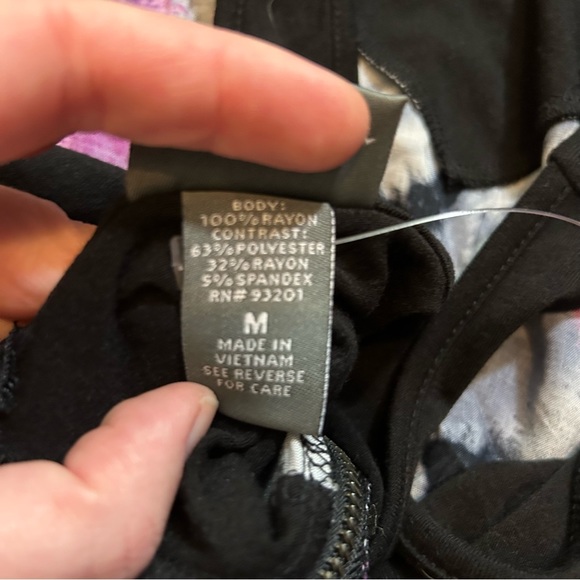 BODY:
100% RAYON
CONTRAST:
63% POLYESTER
32% RAYON
5% SPANDEX
RN# 93201
M
MADE IN
VIETNAM
SEE REVERSE
FOR CARE